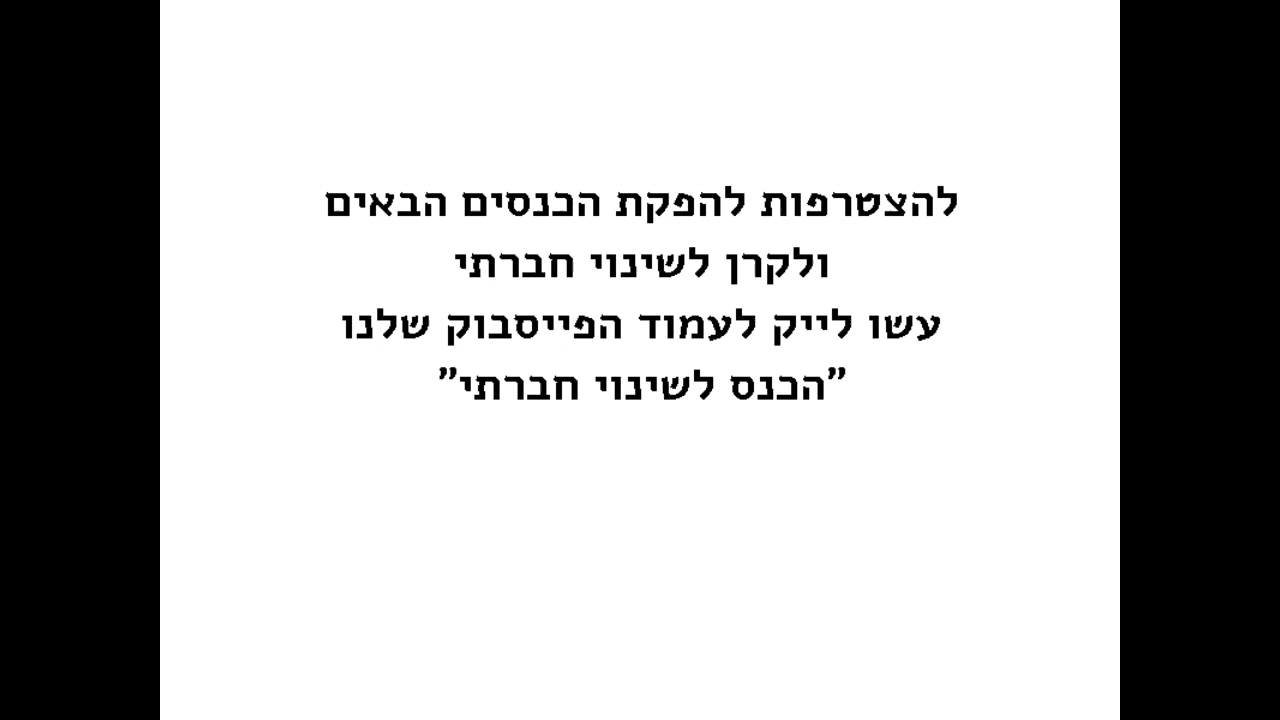 להצטרפות להפקת הכנסים הבאים
ולקרן לשינוי חברתי
עשו לייק לעמוד הפייסבוק שלנו
"הכנס לשינוי חברתי"